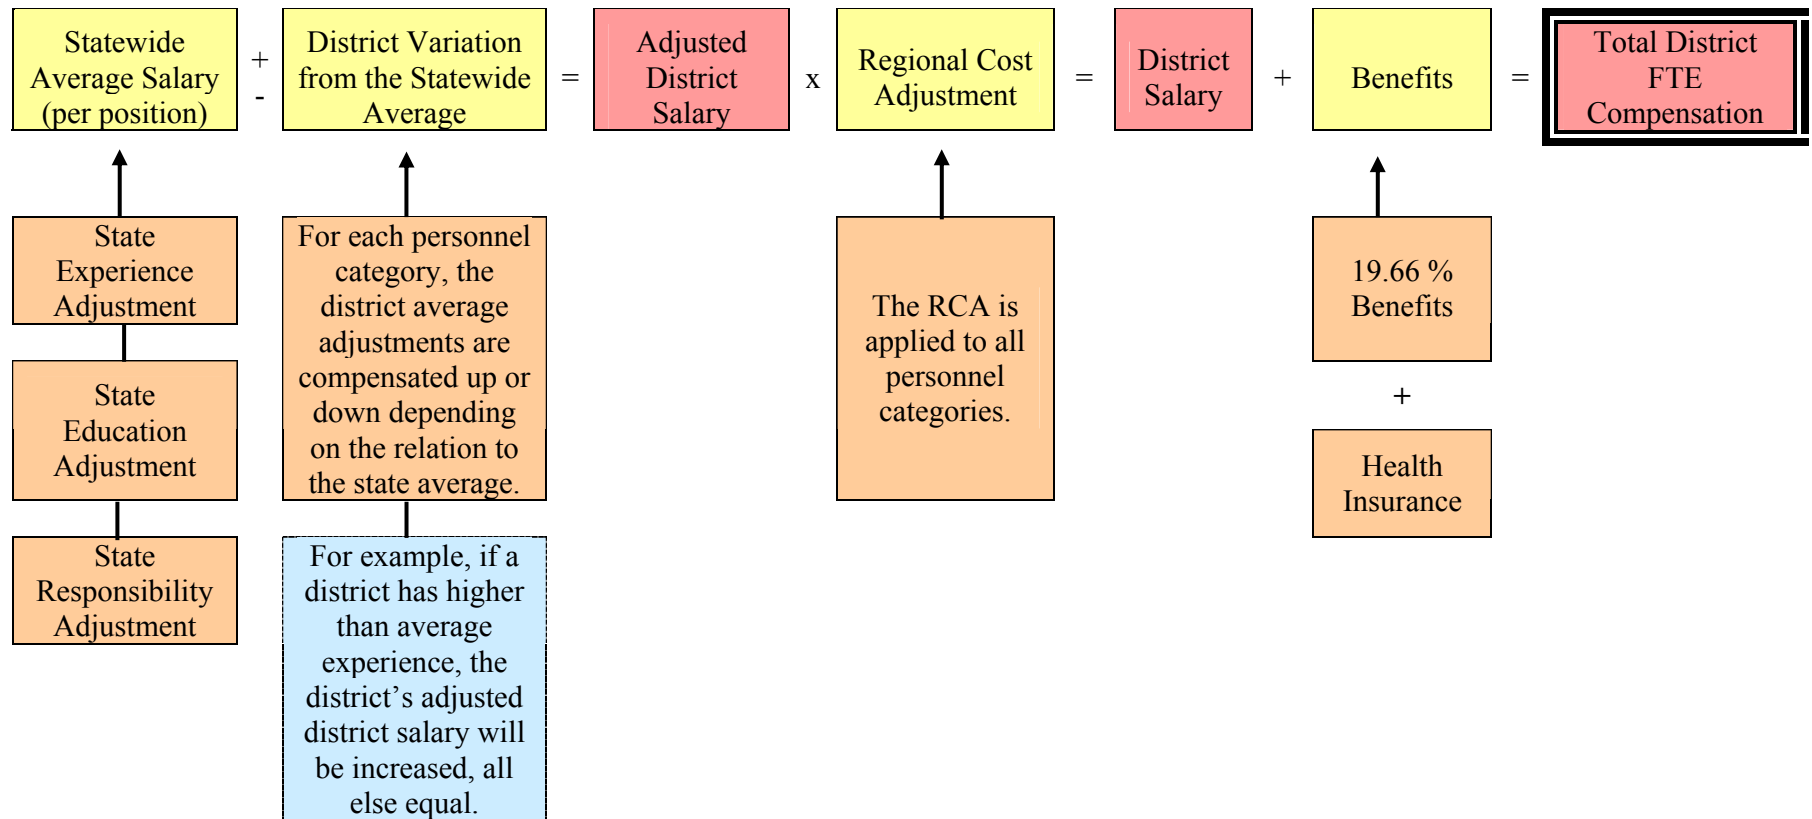 Statewide
Average Salary
(per position)
+
-
District Variation
from the Statewide
Average
=
Adjusted
District
Salary
x
Regional Cost
Adjustment
=
District
Salary
+
Benefits
=
Total District
FTE
Compensation
State
Experience
Adjustment
State
Education
Adjustment
State
Responsibility
Adjustment
For each personnel
category, the
district average
adjustments are
compensated up or
down depending
on the relation to
the state average.
For example, if a
district has higher
than average
experience, the
district’s adjusted
district salary will
be increased, all
else equal.
The RCA is
applied to all
personnel
categories.
19.66 %
Benefits
+
Health
Insurance